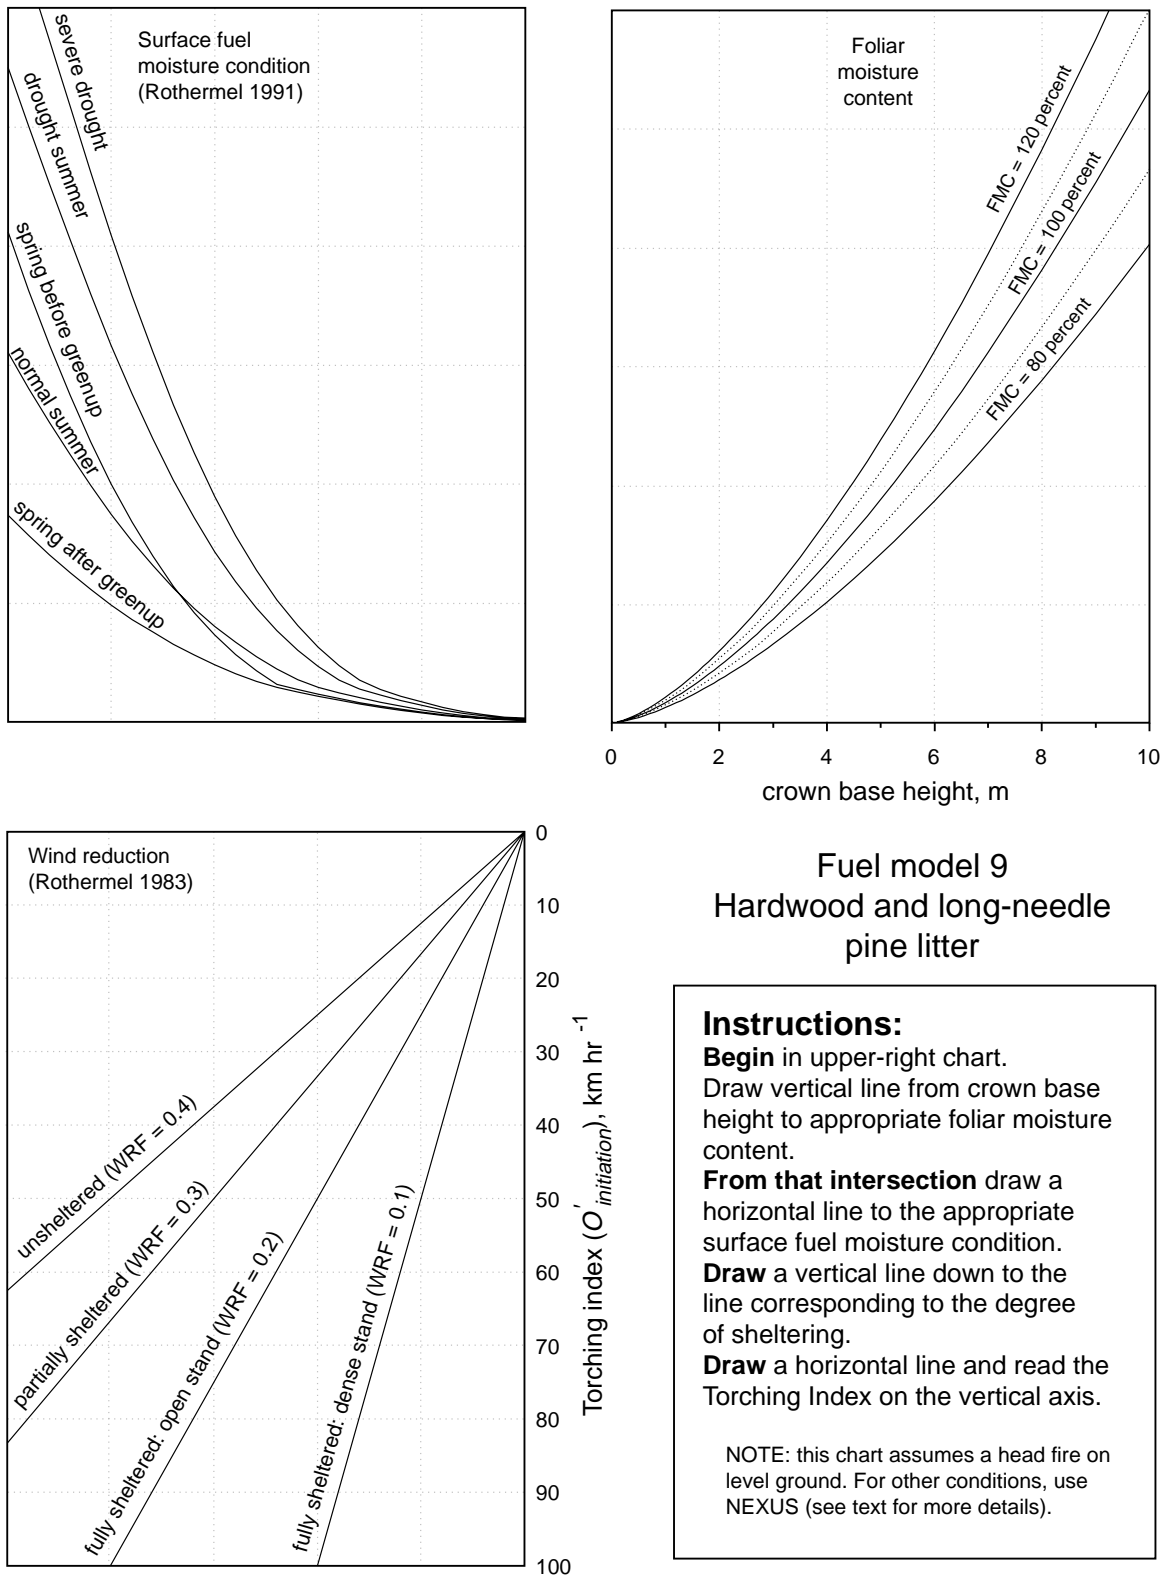 Surface fuel
moisture condition
(Rothermel 1991)
severe drought
drought summer
spring before greenup
normal summer
spring after greenup
Foliar
moisture
content
FMC = 120 percent
FMC = 100 percent
FMC = 80 percent
0 2 4 6 8 10
crown base height, m
Wind reduction
(Rothermel 1983)
unsheltered (WRF = 0.4)
partially sheltered (WRF = 0.3)
fully sheltered: open stand (WRF = 0.2)
fully sheltered: dense stand (WRF = 0.1)
0
10
20
30
40
50
60
70
80
90
100
Torching index (O'initiation), km hr -1
Fuel model 9
Hardwood and long-needle
pine litter
Instructions:
Begin in upper-right chart.
Draw vertical line from crown base
height to appropriate foliar moisture
content.
From that intersection draw a
horizontal line to the appropriate
surface fuel moisture condition.
Draw a vertical line down to the
line corresponding to the degree
of sheltering.
Draw a horizontal line and read the
Torching Index on the vertical axis.
NOTE: this chart assumes a head fire on
level ground. For other conditions, use
NEXUS (see text for more details).